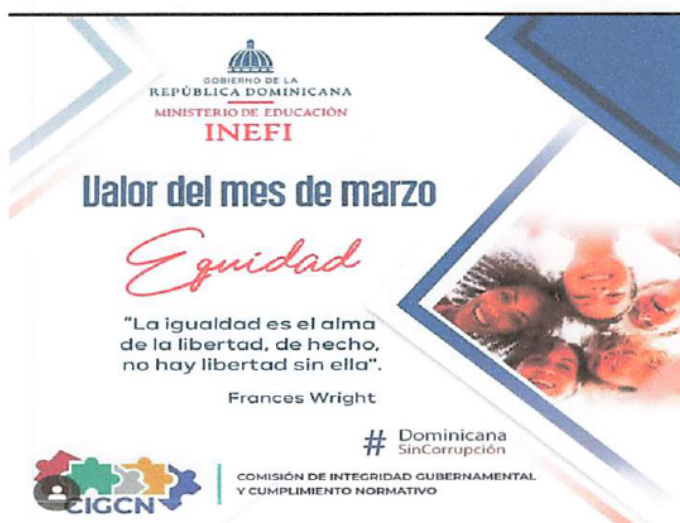 GOBIERNO DE LA
REPÚBLICA DOMINICANA
MINISTERIO DE EDUCACIÓN
INEFI
Valor del mes de marzo
Equidad
"La igualdad es el alma
de la libertad, de hecho,
no hay libertad sin ella".
Frances Wright
# Dominicana
SinCorrupción
CIGCN
COMISIÓN DE INTEGRIDAD GUBERNAMENTAL
Y CUMPLIMIENTO NORMATIVO